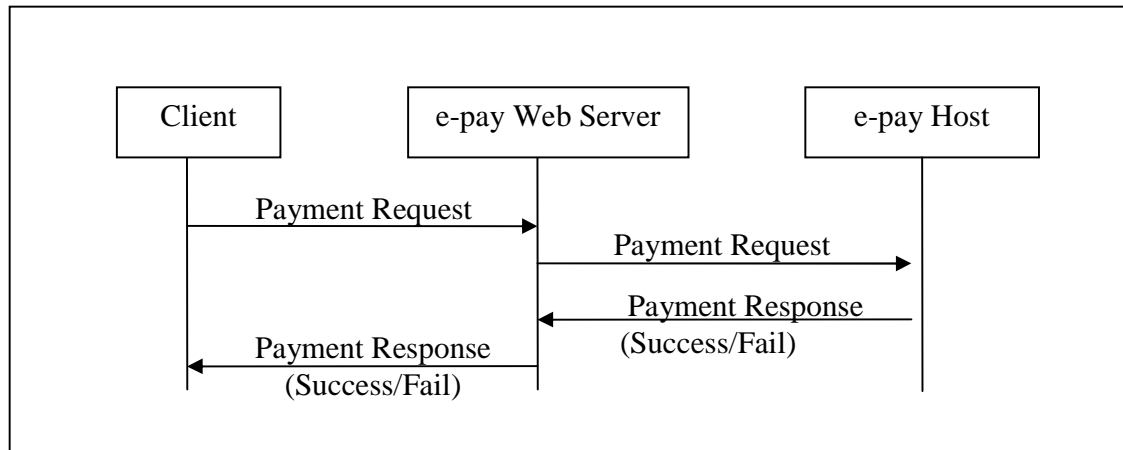 Client
e-pay Web Server
e-pay Host
Payment Request
Payment Request
Payment Response
(Success/Fail)
Payment Response
(Success/Fail)